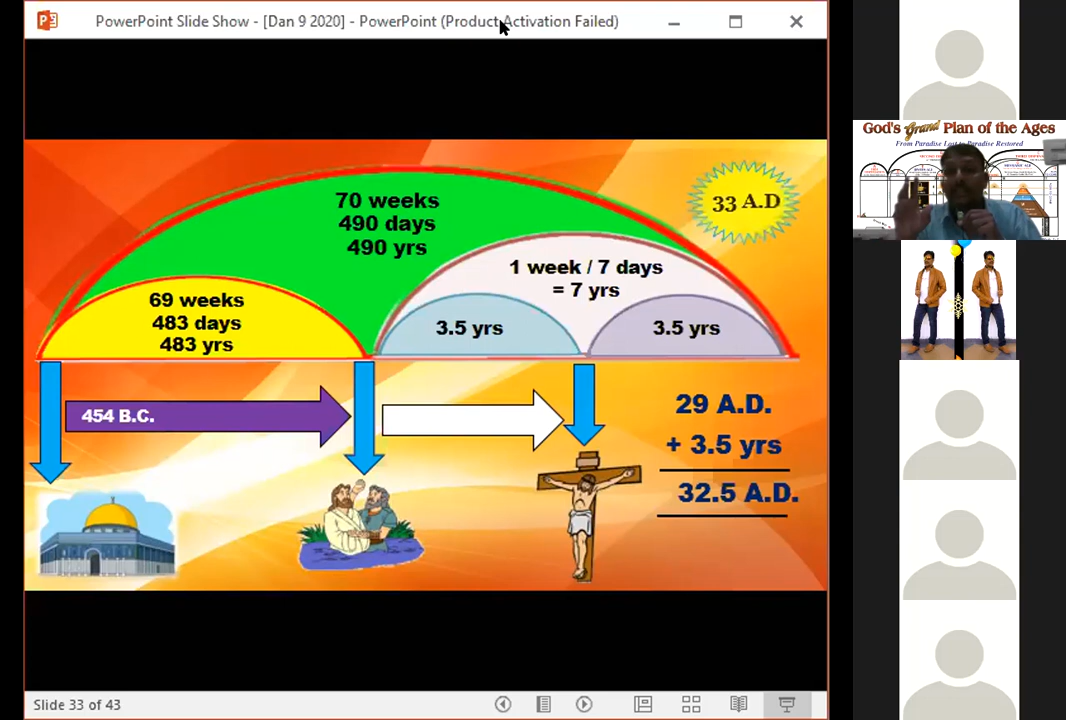 PowerPoint Slide Show - [Dan 9 2020] - PowerPoint (Product Activation Failed)
70 weeks
490 days
490 yrs
33 A.D
1 week / 7 days
= 7 yrs
69 weeks
483 days
483 yrs
3.5 yrs
3.5 yrs
454 B.C.
29 A.D.
+ 3.5 yrs
32.5 A.D.
Slide 33 of 43
God's Grand Plan of the Ages
From Paradise Lost to Paradise Restored